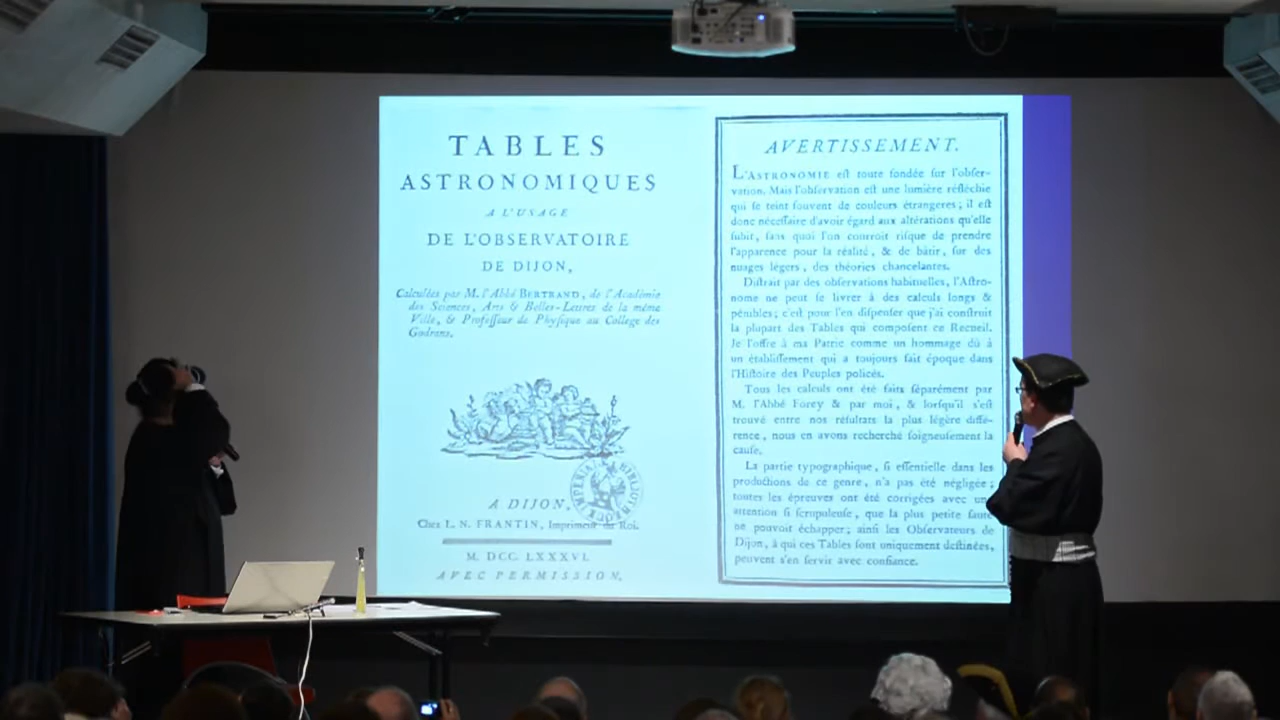 TABLES
ASTRONOMIQUES
A L'USAGE
DE L'OBSERVATOIRE
DE DIJON,
Calculées par M. l'Abbé BERTRAND, de l'Académie
des Sciences, Arts & Belles-Lettres de la même
Ville, & Professeur de Physique au College des
Godrans.
A DIJON,
Chez L. N. FRANTIN, Imprimeur du Roi.
M. DCC. LXXXVI.
AVEC PERMISSION,
AVERTISSEMENT.
L'ASTRONOMIE est toute fondée sur l'obser-
vation. Mais l'observation est une lumière réfléchie
qui se teint souvent de couleurs étrangeres ; il est
donc nécessaire d'avoir égard aux altérations qu'elle
subit, sans quoi l'on courroit risque de prendre
l'apparence pour la réalité, & de bâtir, sur des
nuages légers, des théories chancelantes.
Distrait par des observations habituelles, l'Astro-
nome ne peut se livrer à des calculs longs &
pénibles ; c'est pour l'en dispenser que j'ai construit
la plupart des Tables qui composent ce Recueil.
Je l'offre à ma Patrie comme un hommage dû à
un établissement qui a toujours fait époque dans
l'Histoire des Peuples policés.
Tous les calculs ont été faits séparément par
M. l'Abbé Forey & par moi, & lorsqu'il s'est
trouvé entre nos résultats la plus légère diffé-
rence, nous en avons recherché soigneusement la
cause.
La partie typographique, si essentielle dans les
productions de ce genre, n'a pas été négligée ;
toutes les épreuves ont été corrigées avec une
attention si scrupuleuse, que la plus petite faute
ne pouvoit échapper ; ainsi les Observateurs de
Dijon, à qui ces Tables sont uniquement destinées,
peuvent s'en servir avec confiance.